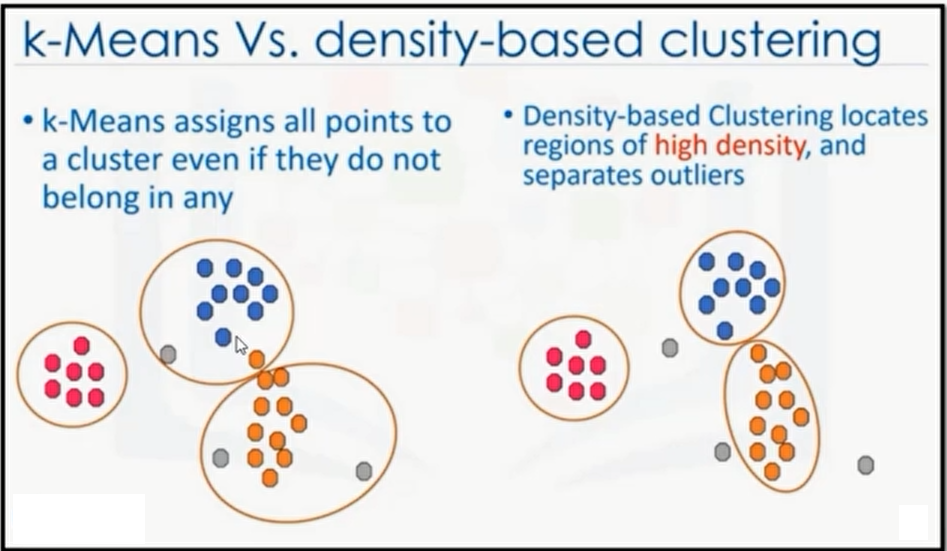 k-Means Vs. density-based clustering
• k-Means assigns all points to
a cluster even if they do not
belong in any
• Density-based Clustering locates
regions of high density, and
separates outliers